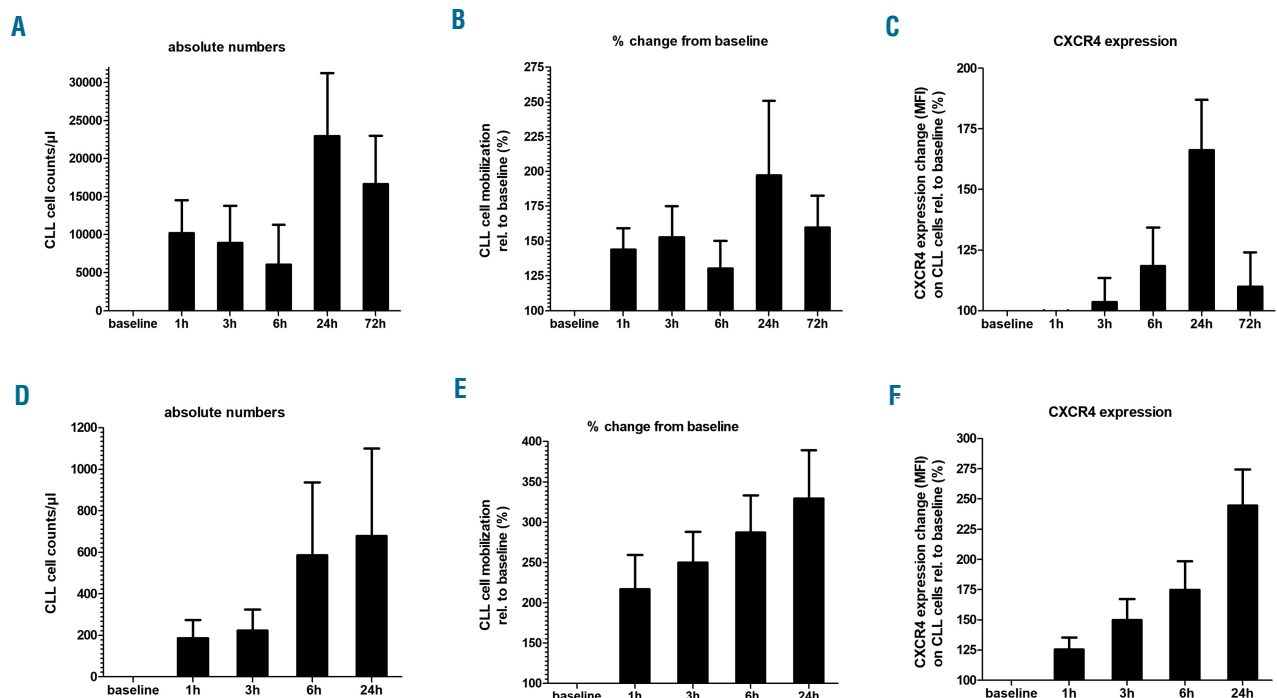 A
absolute numbers
CLL cell counts/µl
30000
25000
20000
15000
10000
5000
0
baseline 1h 3h 6h 24h 72h
B
% change from baseline
CLL cell mobilization
rel. to baseline (%)
275
250
225
200
175
150
125
100
baseline 1h 3h 6h 24h 72h
C
CXCR4 expression
CXCR4 expression change (MFI)
on CLL cells rel. to baseline (%)
200
175
150
125
100
baseline 1h 3h 6h 24h 72h
D
absolute numbers
CLL cell counts/µl
1200
1000
800
600
400
200
0
baseline 1h 3h 6h 24h
E
% change from baseline
CLL cell mobilization
rel. to baseline (%)
400
350
300
250
200
150
100
baseline 1h 3h 6h 24h
F
CXCR4 expression
CXCR4 expression change (MFI)
on CLL cells rel. to baseline (%)
300
275
250
225
200
175
150
125
baseline 1h 3h 6h 24h